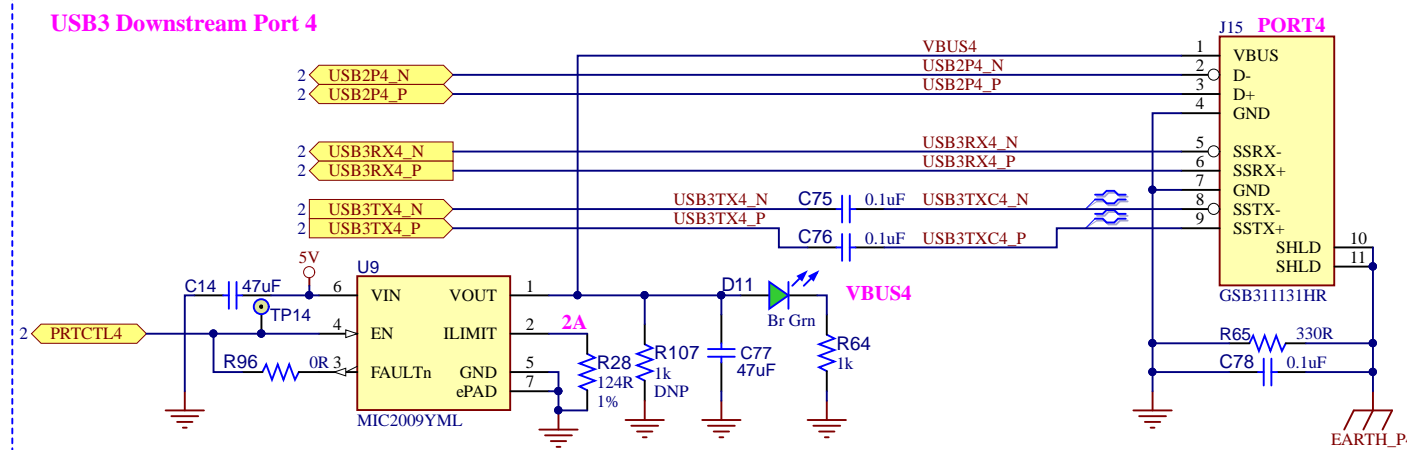 USB3 Downstream Port 4
J15 PORT4
VBUS4 1 VBUS
2 USB2P4_N USB2P4_N 2 D-
2 USB2P4_P USB2P4_P 3 D+
4 GND
2 USB3RX4_N USB3RX4_N 5 SSRX-
2 USB3RX4_P USB3RX4_P 6 SSRX+
7 GND
2 USB3TX4_N USB3TX4_N C75 0.1uF USB3TXC4_N 8 SSTX-
2 USB3TX4_P USB3TX4_P C76 0.1uF USB3TXC4_P 9 SSTX+
SHLD 10
SHLD 11
GSB311131HR
5V
U9
C14 47uF 6 VIN VOUT 1 D11 VBUS4
Br Grn
TP14
2 PRTCTL4 4 EN ILIMIT 2 2A
R96 0R 3 FAULTn GND 5
ePAD 7
MIC2009YML
R28
124R
1%
R107
1k
DNP
C77
47uF
R64
1k
R65 330R
C78 0.1uF
EARTH_P4